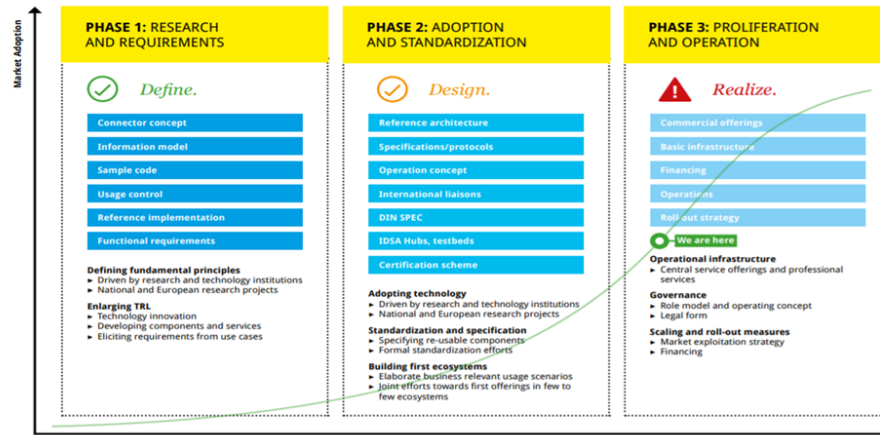 Market Adoption
PHASE 1: RESEARCH
AND REQUIREMENTS
Define.
Connector concept
Information model
Sample code
Usage control
Reference implementation
Functional requirements
Defining fundamental principles
► Driven by research and technology institutions
► National and European research projects
Enlarging TRL
► Technology innovation
► Developing components and services
► Eliciting requirements from use cases
PHASE 2: ADOPTION
AND STANDARDIZATION
Design.
Reference architecture
Specifications/protocols
Operation concept
International liaisons
DIN SPEC
IDSA Hubs, testbeds
Certification scheme
Adopting technology
► Driven by research and technology institutions
► National and European research projects
Standardization and specification
► Specifying re-usable components
► Formal standardization efforts
Building first ecosystems
► Elaborate business relevant usage scenarios
► Joint efforts towards first offerings in few to
few ecosystems
PHASE 3: PROLIFERATION
AND OPERATION
Realize.
Commercial offerings
Basic infrastructure
Financing
Operations
Roll out strategy
We are here
Operational infrastructure
► Central service offerings and professional
services
Governance
► Role model and operating concept
► Legal form
Scaling and roll-out measures
► Market exploitation strategy
► Financing